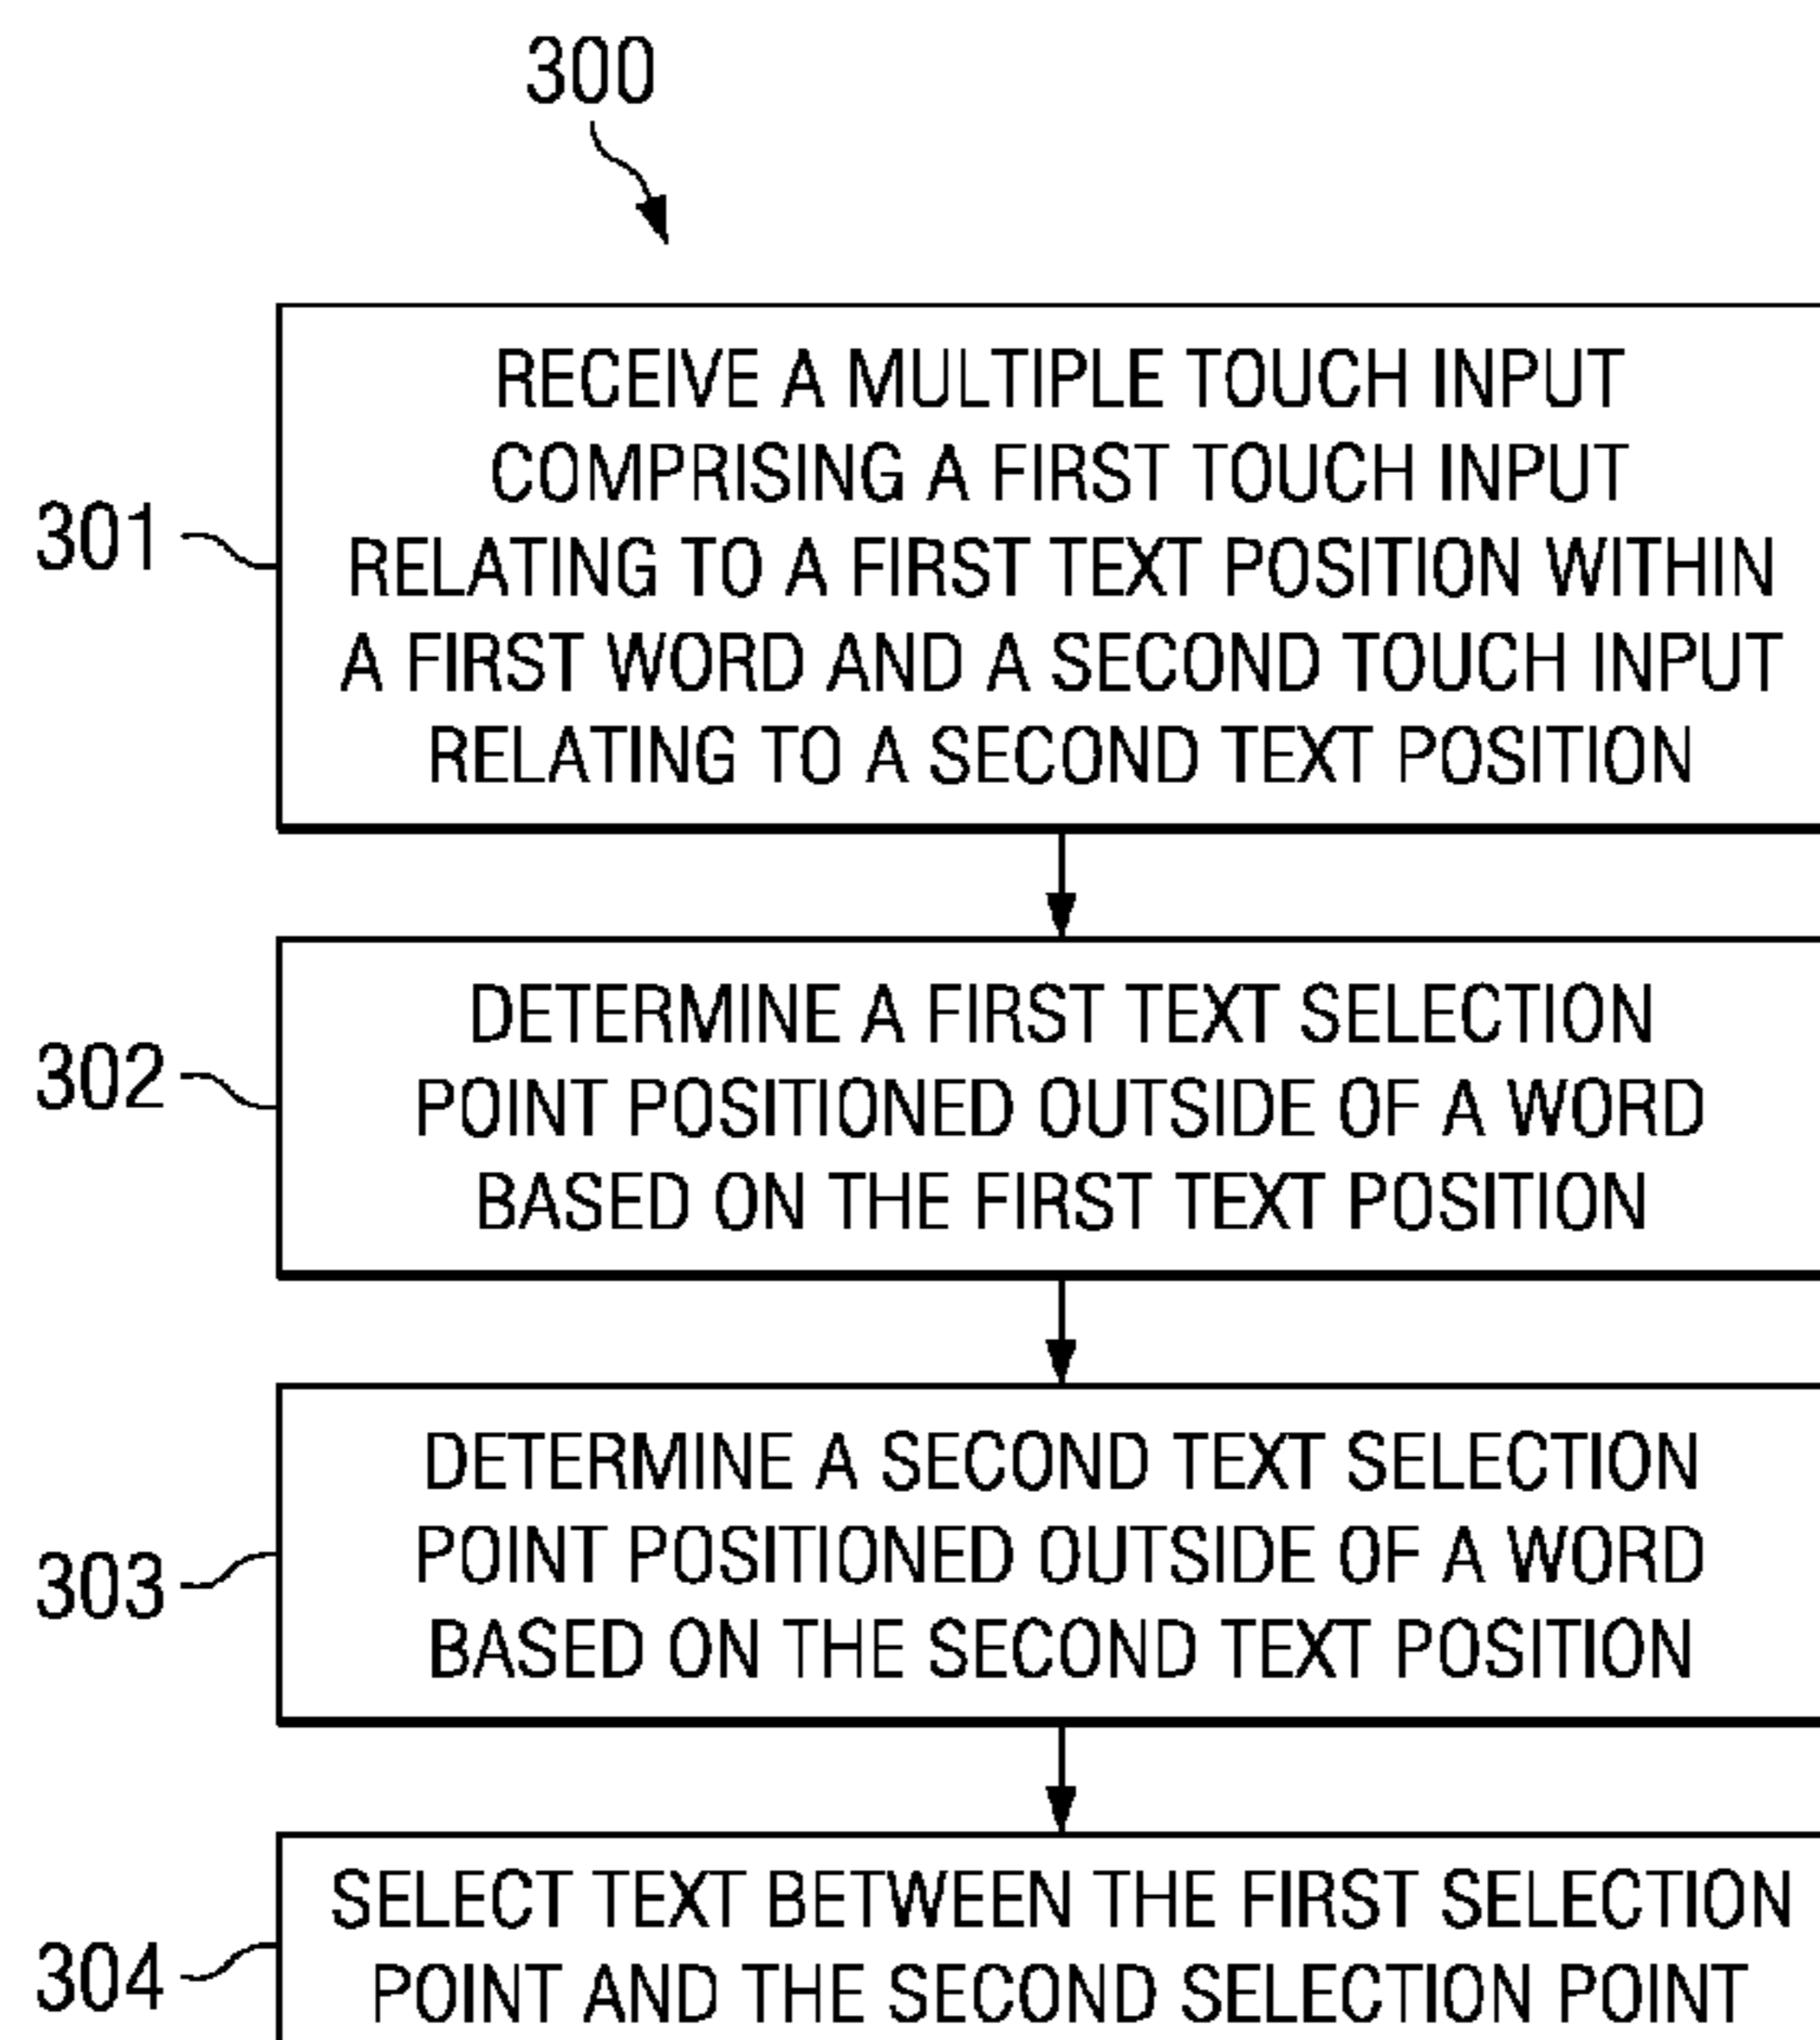 300
301
RECEIVE A MULTIPLE TOUCH INPUT
COMPRISING A FIRST TOUCH INPUT
RELATING TO A FIRST TEXT POSITION WITHIN
A FIRST WORD AND A SECOND TOUCH INPUT
RELATING TO A SECOND TEXT POSITION
302
DETERMINE A FIRST TEXT SELECTION
POINT POSITIONED OUTSIDE OF A WORD
BASED ON THE FIRST TEXT POSITION
303
DETERMINE A SECOND TEXT SELECTION
POINT POSITIONED OUTSIDE OF A WORD
BASED ON THE SECOND TEXT POSITION
304
SELECT TEXT BETWEEN THE FIRST SELECTION
POINT AND THE SECOND SELECTION POINT